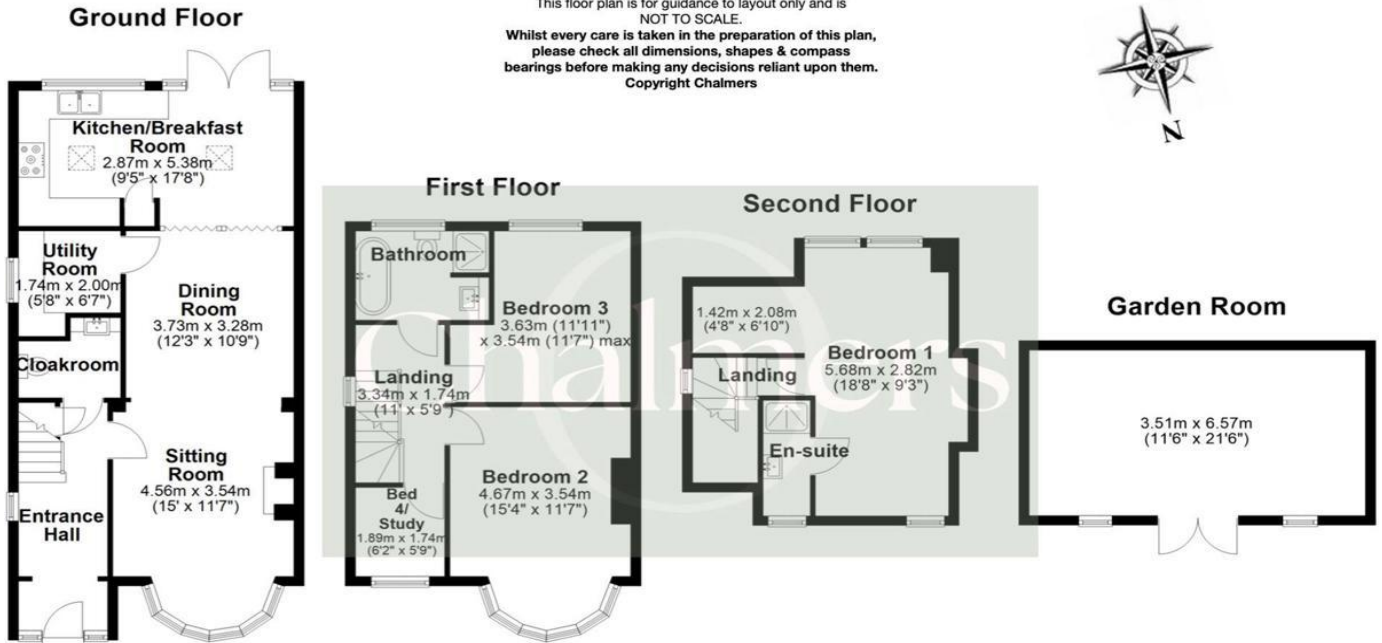 This floor plan is for guidance to layout only and is
NOT TO SCALE.
Whilst every care is taken in the preparation of this plan,
please check all dimensions, shapes & compass
bearings before making any decisions reliant upon them.
Copyright Chalmers
N
Ground Floor
Kitchen/Breakfast
Room
2.87m x 5.38m
(9'5" x 17'8")
Utility
Room
1.74m x 2.00m
(5'8" x 6'7")
Dining
Room
3.73m x 3.28m
(12'3" x 10'9")
Cloakroom
Sitting
Room
4.56m x 3.54m
(15' x 11'7")
Entrance
Hall
First Floor
Bathroom
Bedroom 3
3.63m (11'11")
x 3.54m (11'7") max
Landing
3.34m x 1.74m
(11' x 5'9")
Bedroom 2
4.67m x 3.54m
(15'4" x 11'7")
Bed
4/
Study
1.89m x 1.74m
(6'2" x 5'9")
Second Floor
1.42m x 2.08m
(4'8" x 6'10")
Bedroom 1
5.68m x 2.82m
(18'8" x 9'3")
Landing
En-suite
Garden Room
3.51m x 6.57m
(11'6" x 21'6")
Chalmers